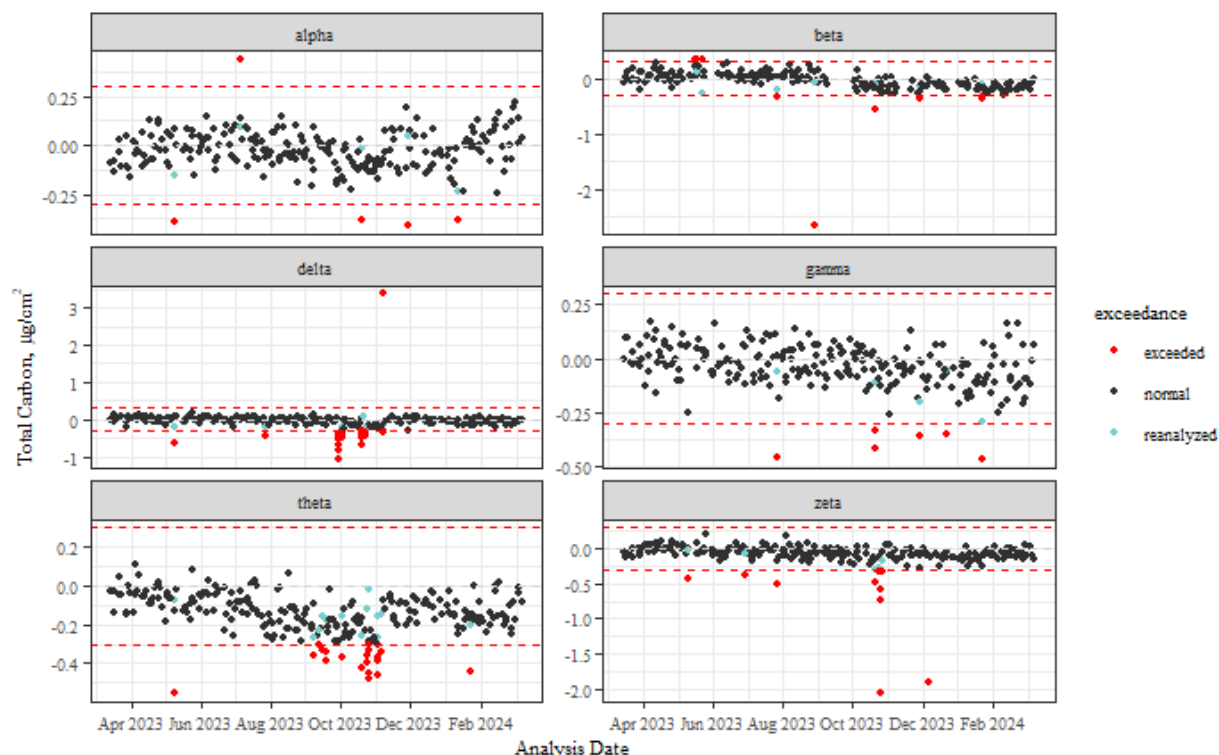 alpha
beta
0.25
0.00
-0.25
0
-1
-2
delta
gamma
3
2
1
0
-1
0.25
0.00
-0.25
-0.50
theta
zeta
0.2
0.0
-0.2
-0.4
0.0
-0.5
-1.0
-1.5
-2.0
Apr 2023 Jun 2023 Aug 2023 Oct 2023 Dec 2023 Feb 2024
Apr 2023 Jun 2023 Aug 2023 Oct 2023 Dec 2023 Feb 2024
Analysis Date
Total Carbon, μg/cm²
exceedance
exceeded
normal
reanalyzed